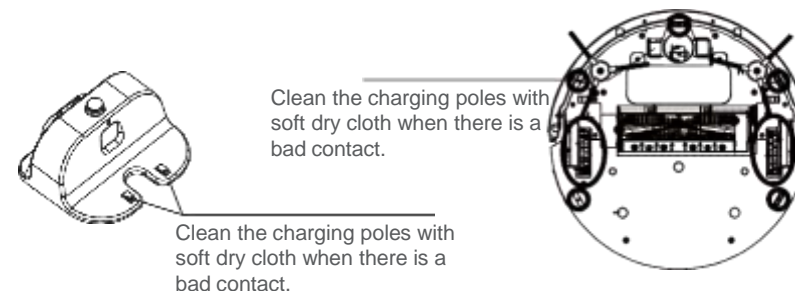 Clean the charging poles with
soft dry cloth when there is a
bad contact.
Clean the charging poles with
soft dry cloth when there is a
bad contact.